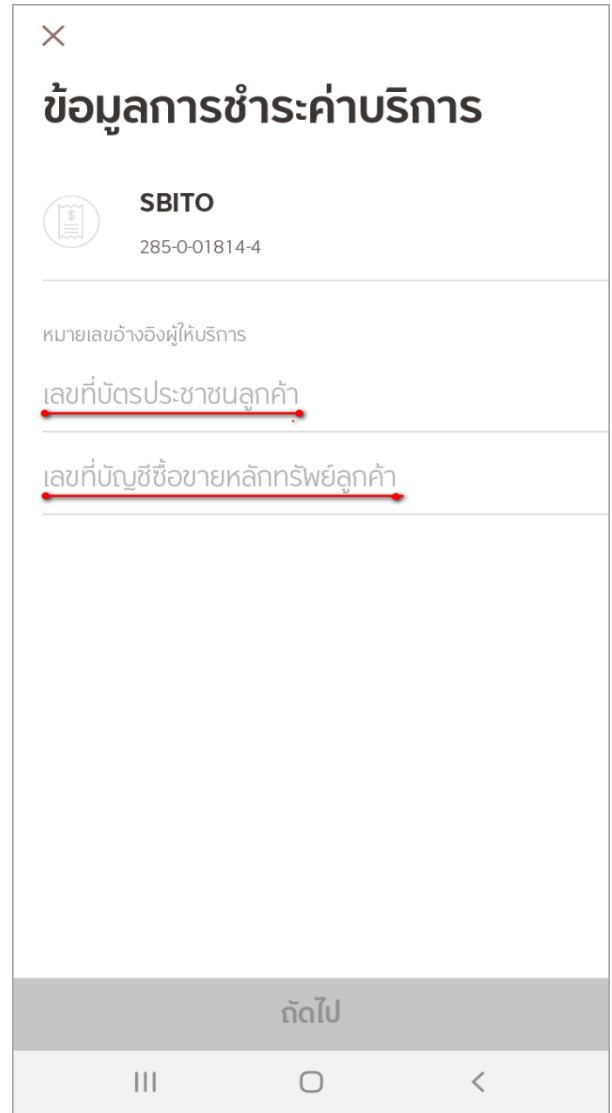 ข้อมูลการชำระค่าบริการ
SBITO
285-0-01814-4
หมายเลขอ้างอิงผู้ให้บริการ
เลขที่บัตรประชาชนลูกค้า
เลขที่บัญชีซื้อขายหลักทรัพย์ลูกค้า
ถัดไป